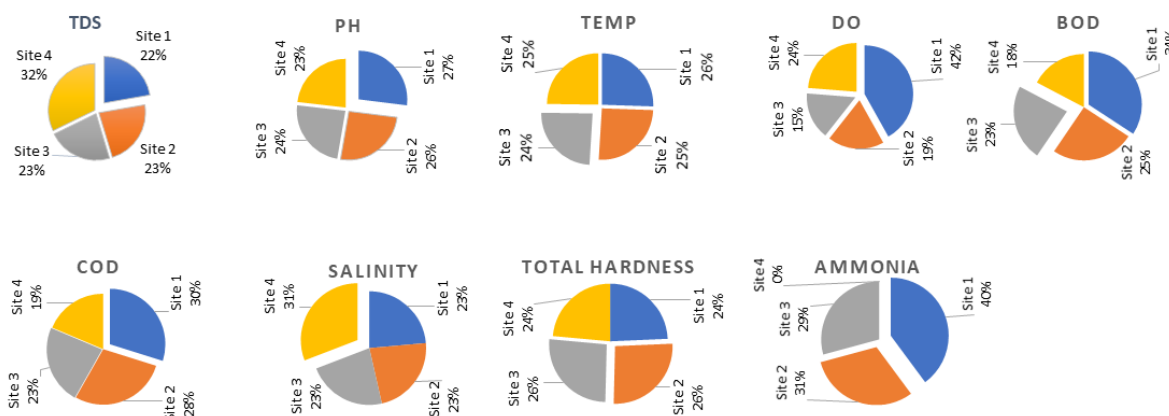 TDS
Site 1
22%
Site 2
23%
Site 3
23%
Site 4
32%
PH
Site 1
27%
Site 2
26%
Site 3
24%
Site 4
23%
TEMP
Site 1
26%
Site 2
25%
Site 3
24%
Site 4
25%
DO
Site 1
42%
Site 2
19%
Site 3
15%
Site 4
24%
BOD
Site 1
Site 2
25%
Site 3
23%
Site 4
18%
COD
Site 1
30%
Site 2
28%
Site 3
23%
Site 4
19%
SALINITY
Site 1
23%
Site 2
23%
Site 3
23%
Site 4
31%
TOTAL HARDNESS
Site 1
24%
Site 2
26%
Site 3
26%
Site 4
24%
AMMONIA
Site 1
40%
Site 2
31%
Site 3
29%
Site 4
0%